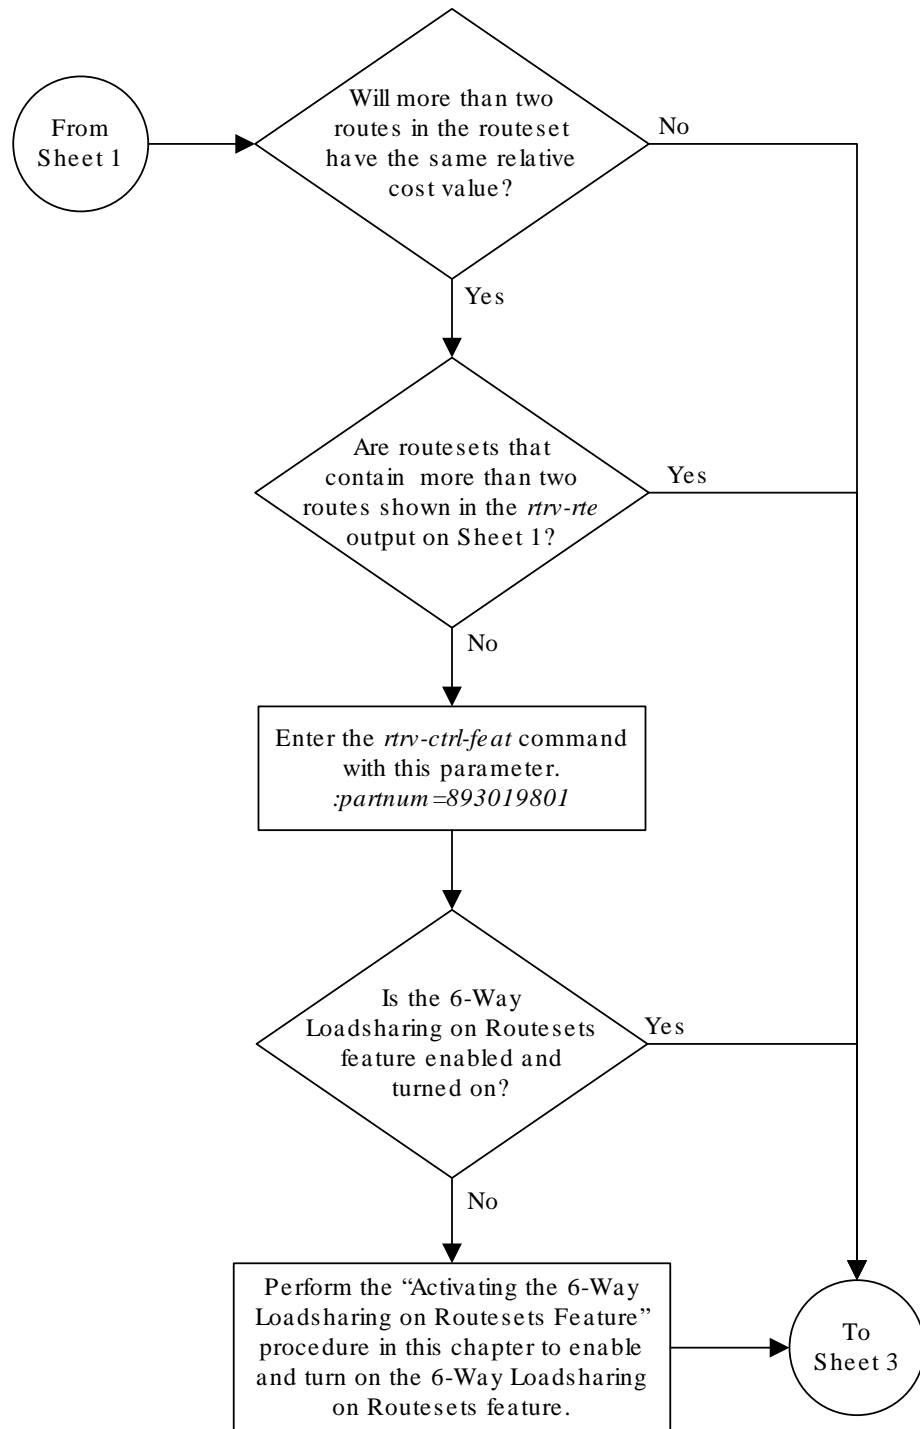 From
Sheet 1
Will more than two
routes in the routeset
have the same relative
cost value?
No
Yes
Are routesets that
contain more than two
routes shown in the rtrv-rte
output on Sheet 1?
Yes
No
Enter the rtrv-ctrl-feat command
with this parameter.
:partnum=893019801
Is the 6-Way
Loadsharing on Routesets
feature enabled and
turned on?
Yes
No
Perform the “Activating the 6-Way
Loadsharing on Routesets Feature”
procedure in this chapter to enable
and turn on the 6-Way Loadsharing
on Routesets feature.
To
Sheet 3